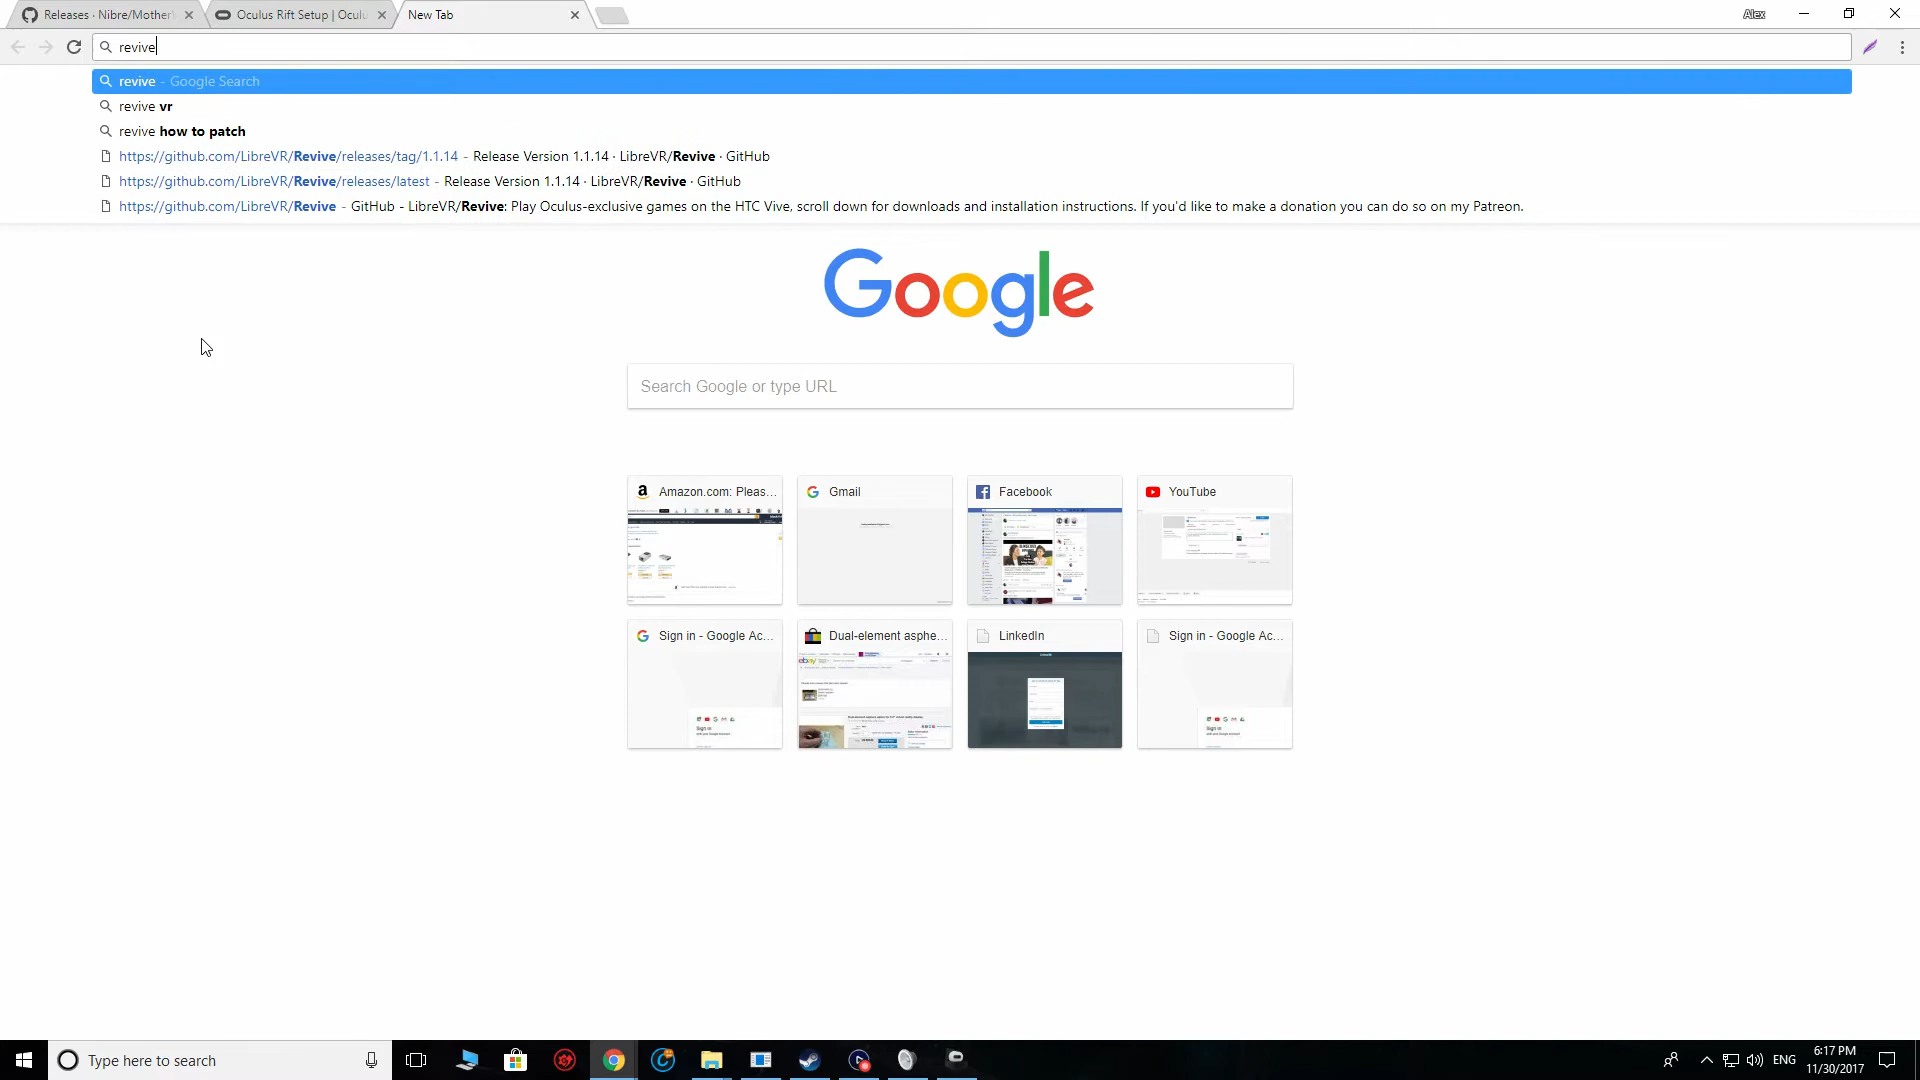 Releases · Nibre/Mother
Oculus Rift Setup | Ocul
New Tab
Alex
revive
revive - Google Search
revive vr
revive how to patch
https://github.com/LibreVR/Revive/releases/tag/1.1.14 - Release Version 1.1.14 · LibreVR/Revive · GitHub
https://github.com/LibreVR/Revive/releases/latest - Release Version 1.1.14 · LibreVR/Revive · GitHub
https://github.com/LibreVR/Revive - GitHub - LibreVR/Revive: Play Oculus-exclusive games on the HTC Vive, scroll down for downloads and installation instructions. If you'd like to make a donation you can do so on my Patreon.
Google
Search Google or type URL
Amazon.com: Pleas...
Gmail
Facebook
YouTube
Sign in - Google Ac...
Dual-element asphe...
LinkedIn
Sign in - Google Ac...
ebay
Sign in
Sign in
Type here to search
ENG
6:17 PM
11/30/2017